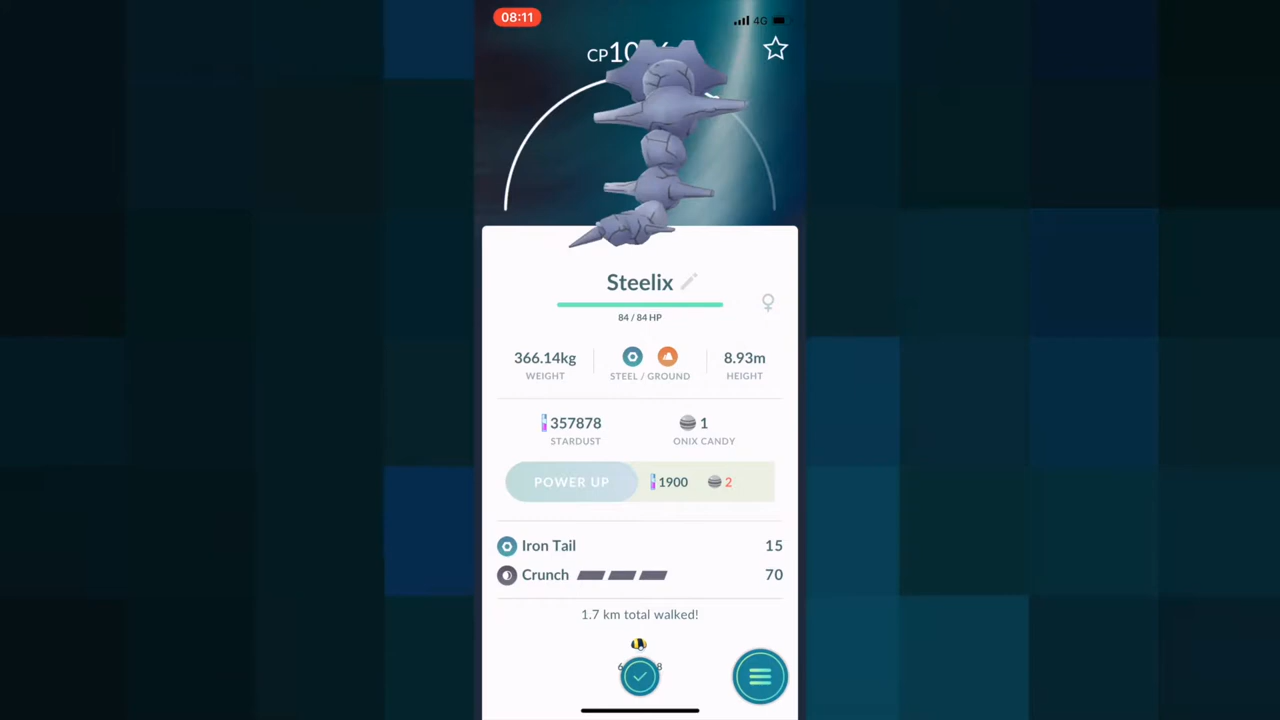 08:11
4G
CP10
Steelix
84 / 84 HP
366.14kg
WEIGHT
STEEL / GROUND
8.93m
HEIGHT
357878
STARDUST
1
ONIX CANDY
POWER UP
1900
2
Iron Tail
15
Crunch
70
1.7 km total walked!